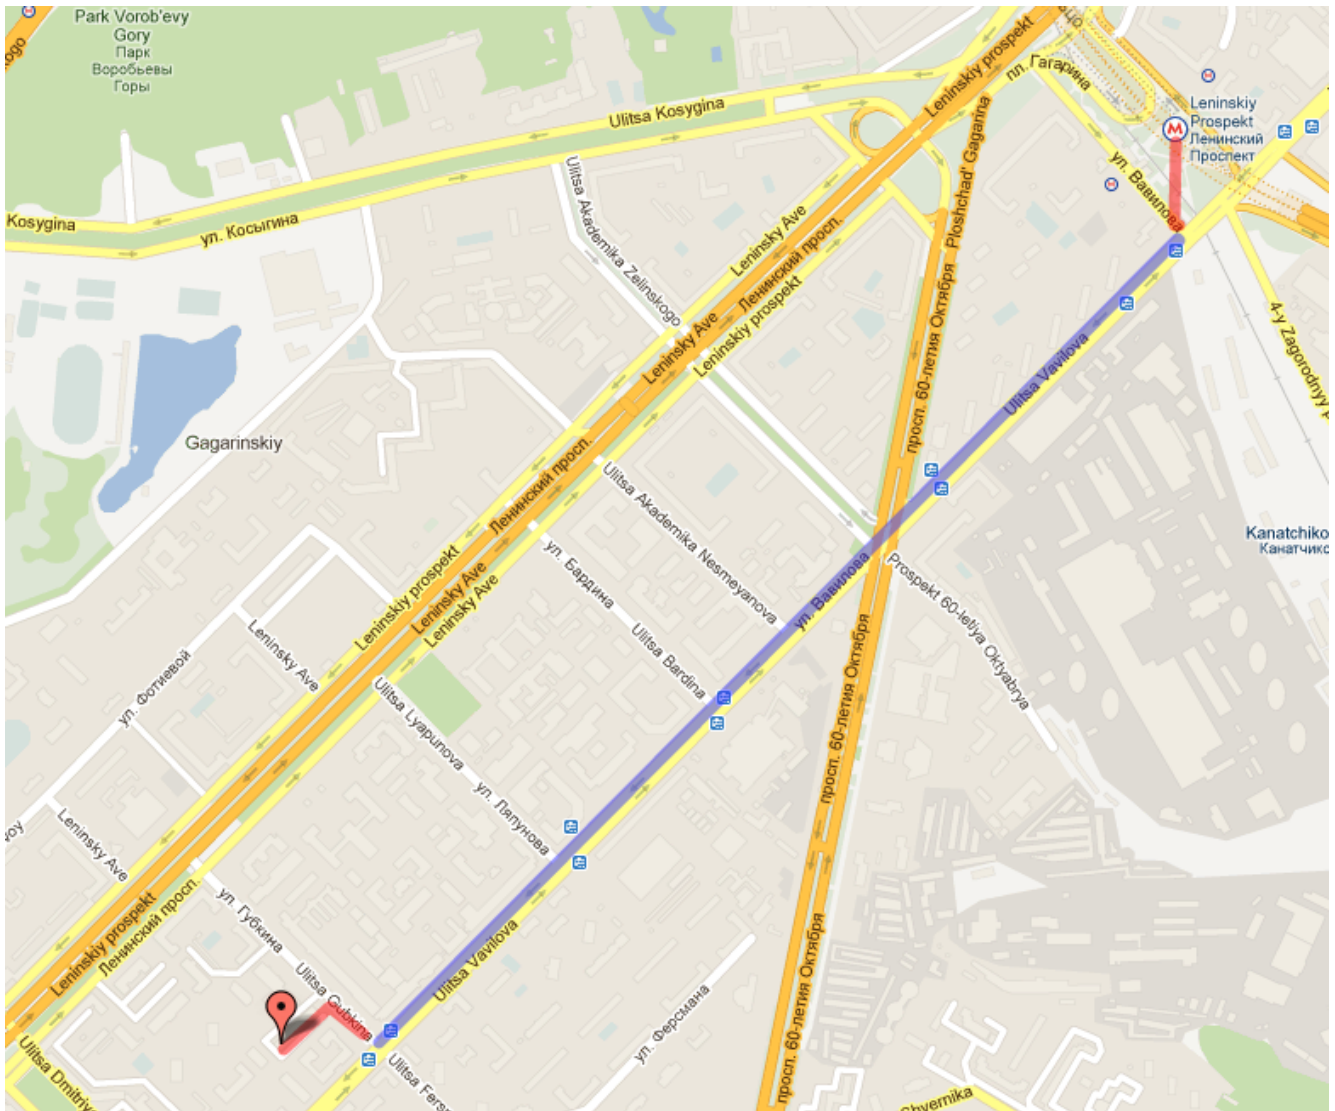 Park Vorob'evy
Gory
Парк
Воробьевы
Горы
Leninskiy prospekt
пл. Гагарина
Ulitsa Kosygina
Leninskiy
Prospekt
Ленинский
Проспект
ул. Вавилова
Ploshchad' Gagarina
Kosygina
ул. Косыгина
Ulitsa Akademika Zelinskogo
Leninsky Ave
Ленинский просп.
Leninskiy prospekt
Leninsky Ave
просп. 60-летия Октября
Ulitsa Vavilova
4-y Zagorodnyy
Gagarinskiy
Ленинский просп.
Ulitsa Akademika Nesmeyanova
ул. Бардина
Ulitsa Bardina
ул. Вавилова
Prospekt 60-letiya Oktyabrya
Kanatchiko
Канатчико
Leninskiy prospekt
Leninsky Ave
Leninsky Ave
Leninsky Ave
ул. Фотиевой
Ulitsa Lyapunova
ул. Ляпунова
просп. 60-летия Октября
Leninsky Ave
Leninskiy prospekt
Ленинский просп.
ул. Губкина
Ulitsa Gubkina
Ulitsa Vavilova
ул. Ферсмана
просп. 60-летия Октября
Ulitsa Dmitriy
Ulitsa Fers
Shvernika